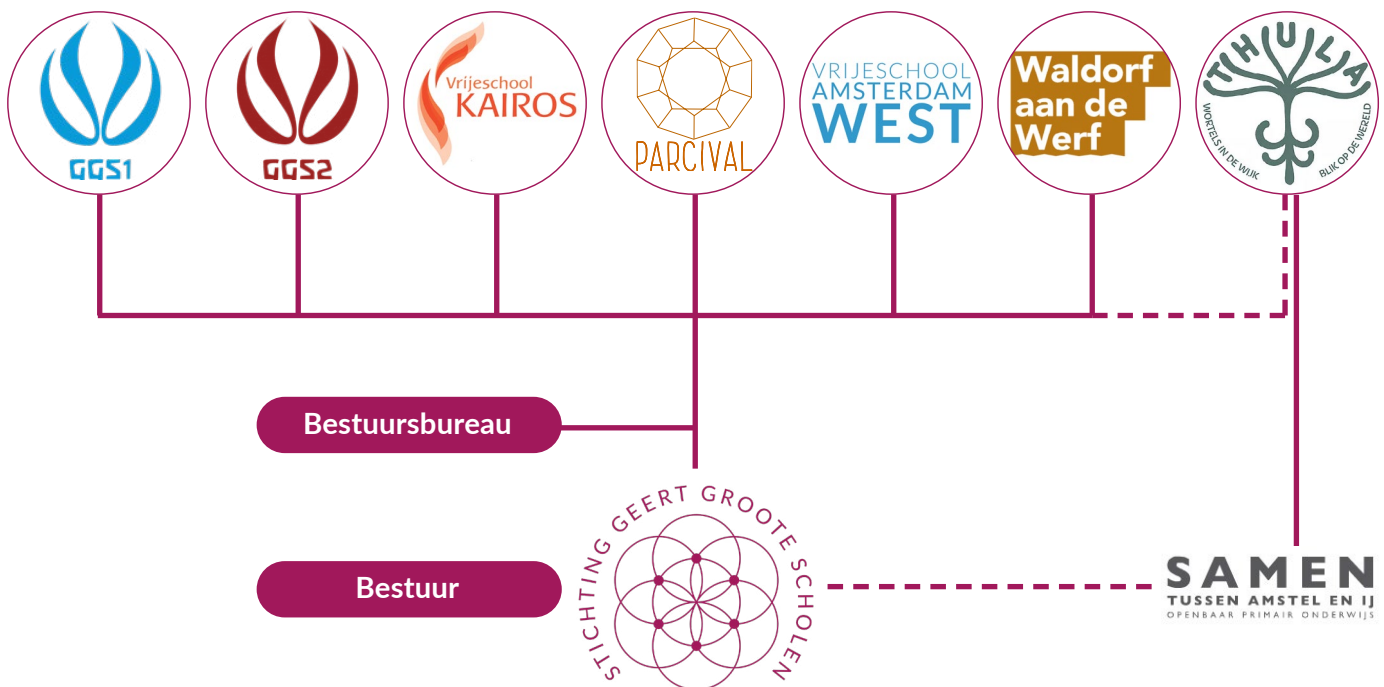 GGS1
GGS2
Vrijeschool
KAIROS
PARCIVAL
VRIJESCHOOL
AMSTERDAM
WEST
Waldorf
aan de
Werf
THULA
WORTELS IN DE WIJK
BLIK OP DE WERELD
Bestuursbureau
STICHTING GEERT GROOTE SCHOLEN
Bestuur
SAMEN
TUSSEN AMSTEL EN IJ
OPENBAAR PRIMAIR ONDERWIJS